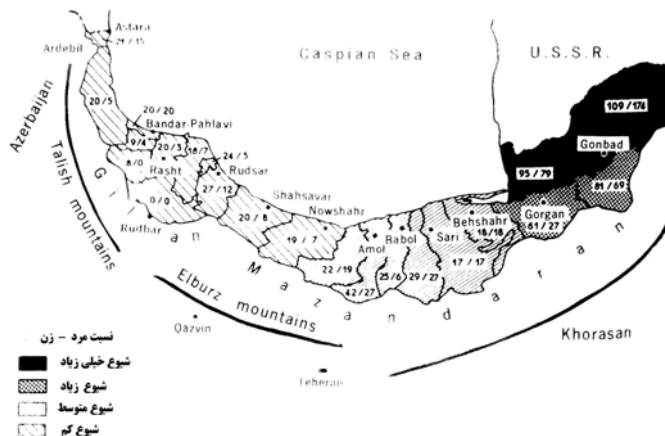 Astara
21/15
Ardebil
Caspian Sea
U.S.S.R.
Azerbaijan
Talish mountains
20/5
20/20
Bandar-Pahlavi
9/4
20/3
18/7
8/0
Rasht
24/5
Rudsar
27/12
0/0
Rudbar
Gilan
Shahsavar
20/8
Nowshahr
19/7
Amol
Babol
Sari
Behshahr
18/18
22/19
42/27
25/6
29/27
17/17
Mazandaran
109/176
Gonbad
95/79
81/69
Gorgan
61/27
Elburz mountains
Qazvin
Teheran
Khorasan
نسبت مرد - زن
شیوع خیلی زیاد
شیوع زیاد
شیوع متوسط
شیوع کم